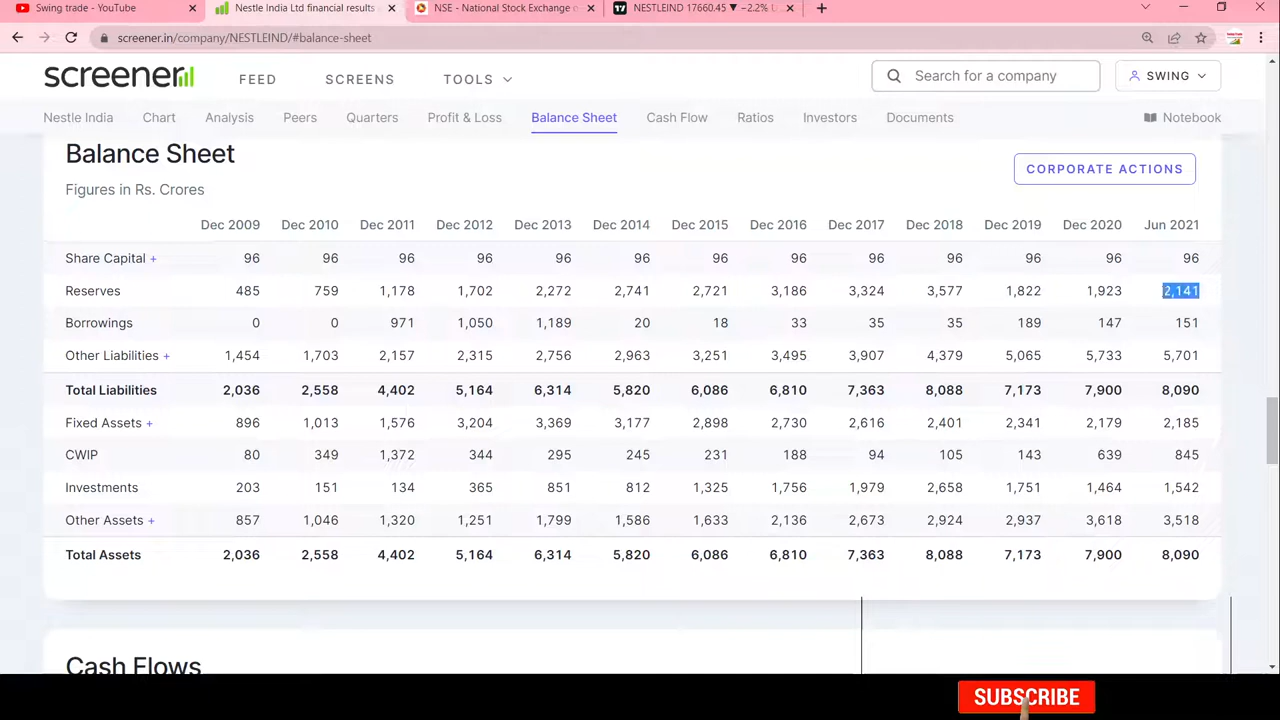 Swing trade - YouTube
Nestle India Ltd financial results
NSE - National Stock Exchange
NESTLEIND 17660.45 ▼ −2.2% U
screener.in/company/NESTLEIND/#balance-sheet
screener FEED SCREENS TOOLS Search for a company SWING
Nestle India Chart Analysis Peers Quarters Profit & Loss Balance Sheet Cash Flow Ratios Investors Documents Notebook
Balance Sheet
CORPORATE ACTIONS
Figures in Rs. Crores
Dec 2009 Dec 2010 Dec 2011 Dec 2012 Dec 2013 Dec 2014 Dec 2015 Dec 2016 Dec 2017 Dec 2018 Dec 2019 Dec 2020 Jun 2021
Share Capital + 96 96 96 96 96 96 96 96 96 96 96 96 96
Reserves 485 759 1,178 1,702 2,272 2,741 2,721 3,186 3,324 3,577 1,822 1,923 2,141
Borrowings 0 0 971 1,050 1,189 20 18 33 35 35 189 147 151
Other Liabilities + 1,454 1,703 2,157 2,315 2,756 2,963 3,251 3,495 3,907 4,379 5,065 5,733 5,701
Total Liabilities 2,036 2,558 4,402 5,164 6,314 5,820 6,086 6,810 7,363 8,088 7,173 7,900 8,090
Fixed Assets + 896 1,013 1,576 3,204 3,369 3,177 2,898 2,730 2,616 2,401 2,341 2,179 2,185
CWIP 80 349 1,372 344 295 245 231 188 94 105 143 639 845
Investments 203 151 134 365 851 812 1,325 1,756 1,979 2,658 1,751 1,464 1,542
Other Assets + 857 1,046 1,320 1,251 1,799 1,586 1,633 2,136 2,673 2,924 2,937 3,618 3,518
Total Assets 2,036 2,558 4,402 5,164 6,314 5,820 6,086 6,810 7,363 8,088 7,173 7,900 8,090
Cash Flows
SUBSCRIBE